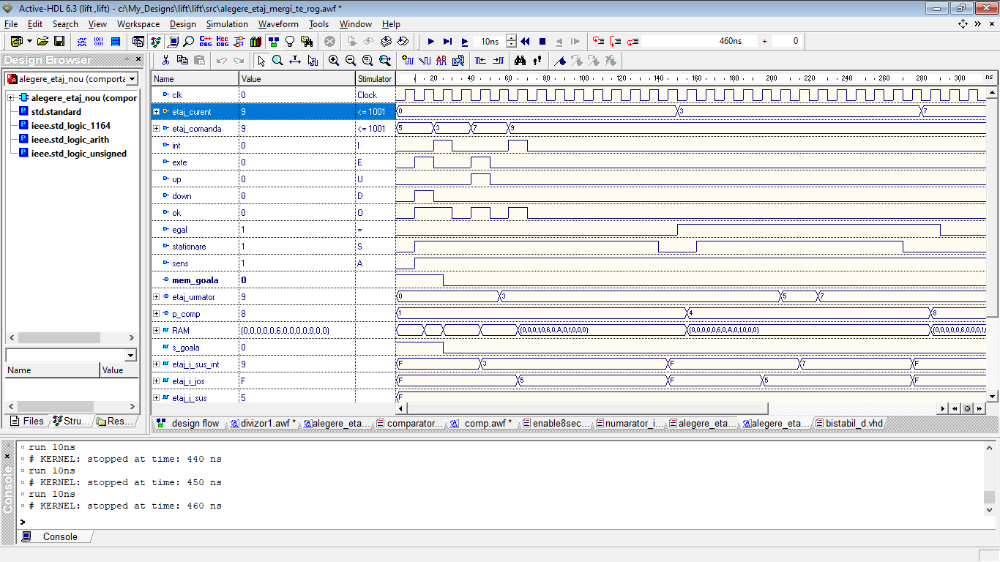 Active-HDL 6.3 (lift ,lift) - c:\My_Designs\lift\lift\src\alegere_etaj_mergi_te_rog.awf *
File Edit Search View Workspace Design Simulation Waveform Tools Window Help
10ns 460ns + 0
Design Browser
alegere_etaj_nou (comporta
alegere_etaj_nou (compor
std.standard
ieee.std_logic_1164
ieee.std_logic_arith
ieee.std_logic_unsigned
Name Value
Files Stru... Res...
Name Value Stimulator 20 40 60 80 100 120 140 160 180 200 220 240 260 280 300 ns
clk 0 Clock
etaj_curent 9 <= 1001 0 3 7
etaj_comanda 9 <= 1001 5 3 7 9
int 0 I
exte 0 E
up 0 U
down 0 D
ok 0 O
egal 1 =
stationare 1 S
sens 1 A
mem_goala 0
etaj_urmator 9 0 3 5 7
p_comp 8 1 4 8
RAM (0,0,0,0,0,6,0,0,0,0,0,0,0) (0,0,0,1,0,6,0,A,0,1,0,0,0) (0,0,0,0,0,6,0,A,0,1,0,0,0) (0,0,0,0,0,6,0,0,0,1,0
s_goala 0
etaj_i_sus_int 9 F 3 F 7 F
etaj_i_jos F F 5 F 5 F
etaj_i_sus 5 F
design flow divizor1.awf * alegere_eta... comparator... comp.awf * enable8sec... numarator_i... alegere_eta... alegere_eta... bistabil_d.vhd
run 10ns
# KERNEL: stopped at time: 440 ns
run 10ns
# KERNEL: stopped at time: 450 ns
run 10ns
# KERNEL: stopped at time: 460 ns
>
Console
Console